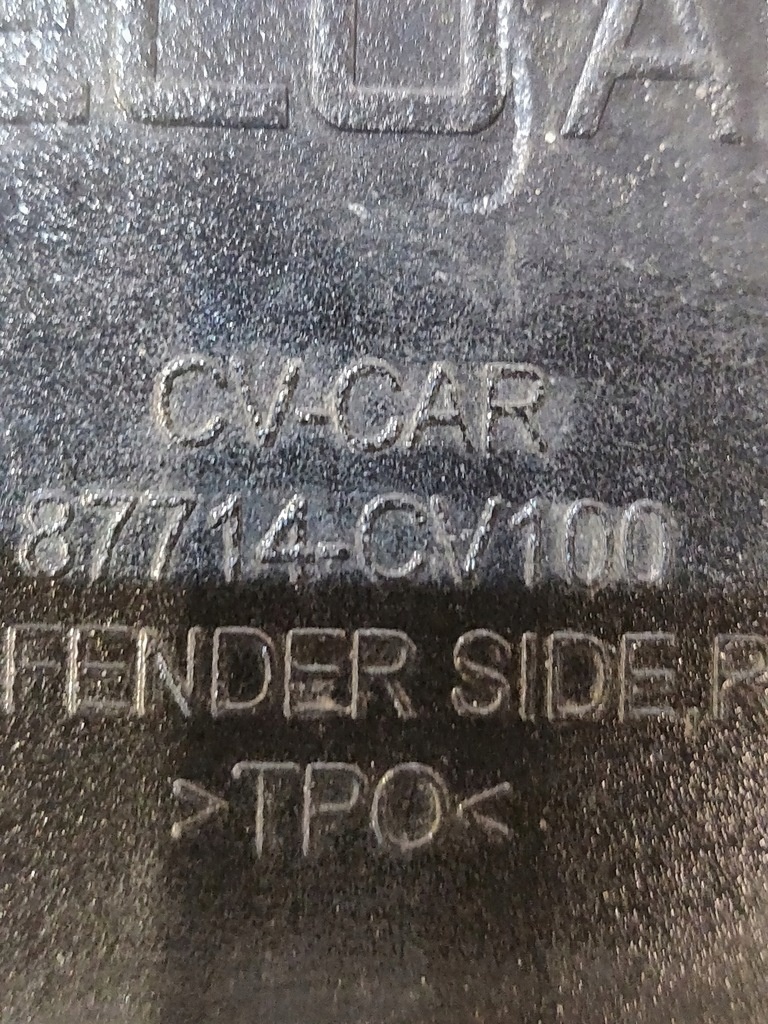 CV-CAR
87714-CV100
FENDER SIDE,R
>TPO<